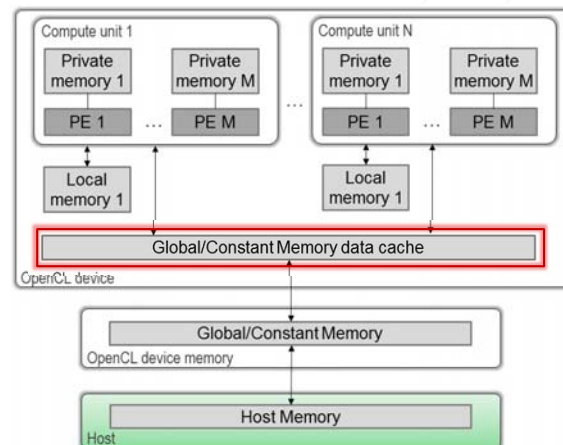 Compute unit 1
Compute unit N
Private
memory 1
Private
memory M
Private
memory 1
Private
memory M
PE 1
...
PE M
...
PE 1
...
PE M
Local
memory 1
Local
memory 1
Global/Constant Memory data cache
OpenCL device
Global/Constant Memory
OpenCL device memory
Host Memory
Host